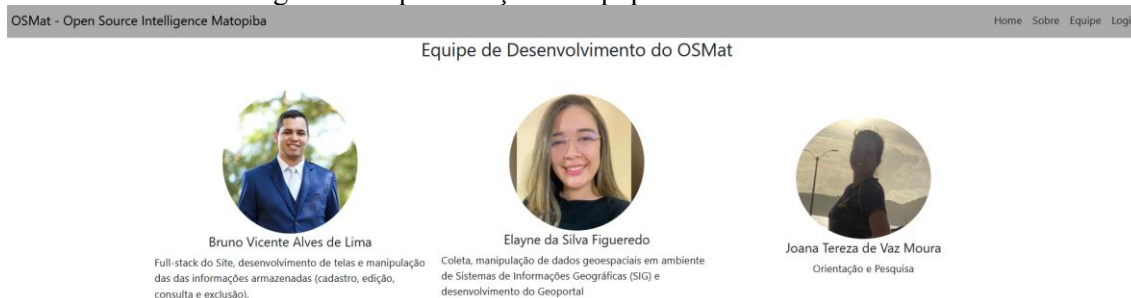 OSMat - Open Source Intelligence Matopiba
Home Sobre Equipe Logi
Equipe de Desenvolvimento do OSMat
Bruno Vicente Alves de Lima
Full-stack do Site, desenvolvimento de telas e manipulação
das das informações armazenadas (cadastro, edição,
consulta e exclusão).
Elayne da Silva Figueredo
Coleta, manipulação de dados geoespaciais em ambiente
de Sistemas de Informações Geográficas (SIG) e
desenvolvimento do Geoportal
Joana Tereza de Vaz Moura
Orientação e Pesquisa